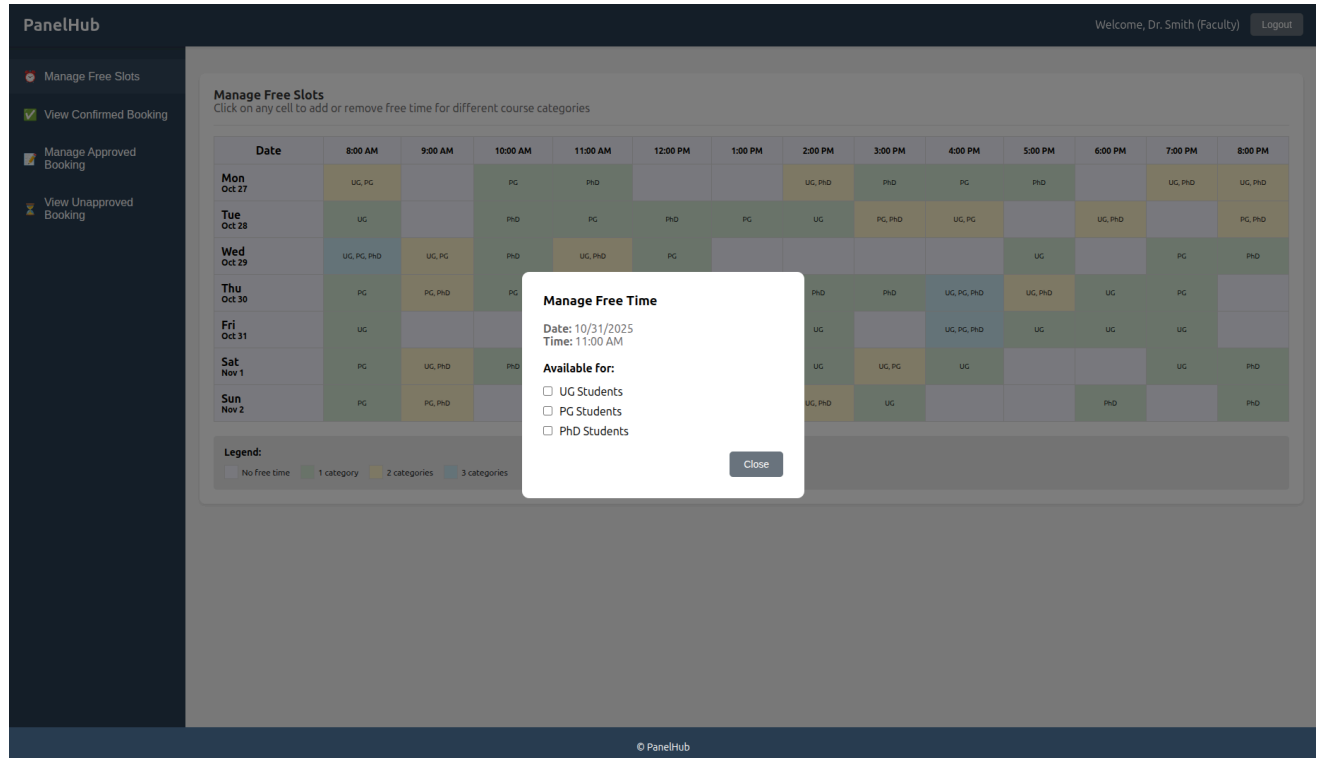 PanelHub
Welcome, Dr. Smith (Faculty) Logout
Manage Free Slots
View Confirmed Booking
Manage Approved
Booking
View Unapproved
Booking
Manage Free Slots
Click on any cell to add or remove free time for different course categories
Date 8:00 AM 9:00 AM 10:00 AM 11:00 AM 12:00 PM 1:00 PM 2:00 PM 3:00 PM 4:00 PM 5:00 PM 6:00 PM 7:00 PM 8:00 PM
Mon
Oct 27
UG, PG PG PhD UG, PhD PhD PG PhD UG, PhD UG, PhD
Tue
Oct 28
UG PhD PG PhD PG UG PG, PhD UG, PG UG, PhD PG, PhD
Wed
Oct 29
UG, PG, PhD UG, PG PhD UG, PhD PG UG PG PhD
Thu
Oct 30
PG PG, PhD PG PhD PhD UG, PG, PhD UG, PhD UG PG
Fri
Oct 31
UG UG UG, PG, PhD UG UG UG
Sat
Nov 1
PG UG, PhD PhD UG UG, PG UG UG PhD
Sun
Nov 2
PG PG, PhD UG, PhD UG PhD PhD
Manage Free Time
Date: 10/31/2025
Time: 11:00 AM
Available for:
UG Students
PG Students
PhD Students
Close
Legend:
No free time 1 category 2 categories 3 categories
© PanelHub